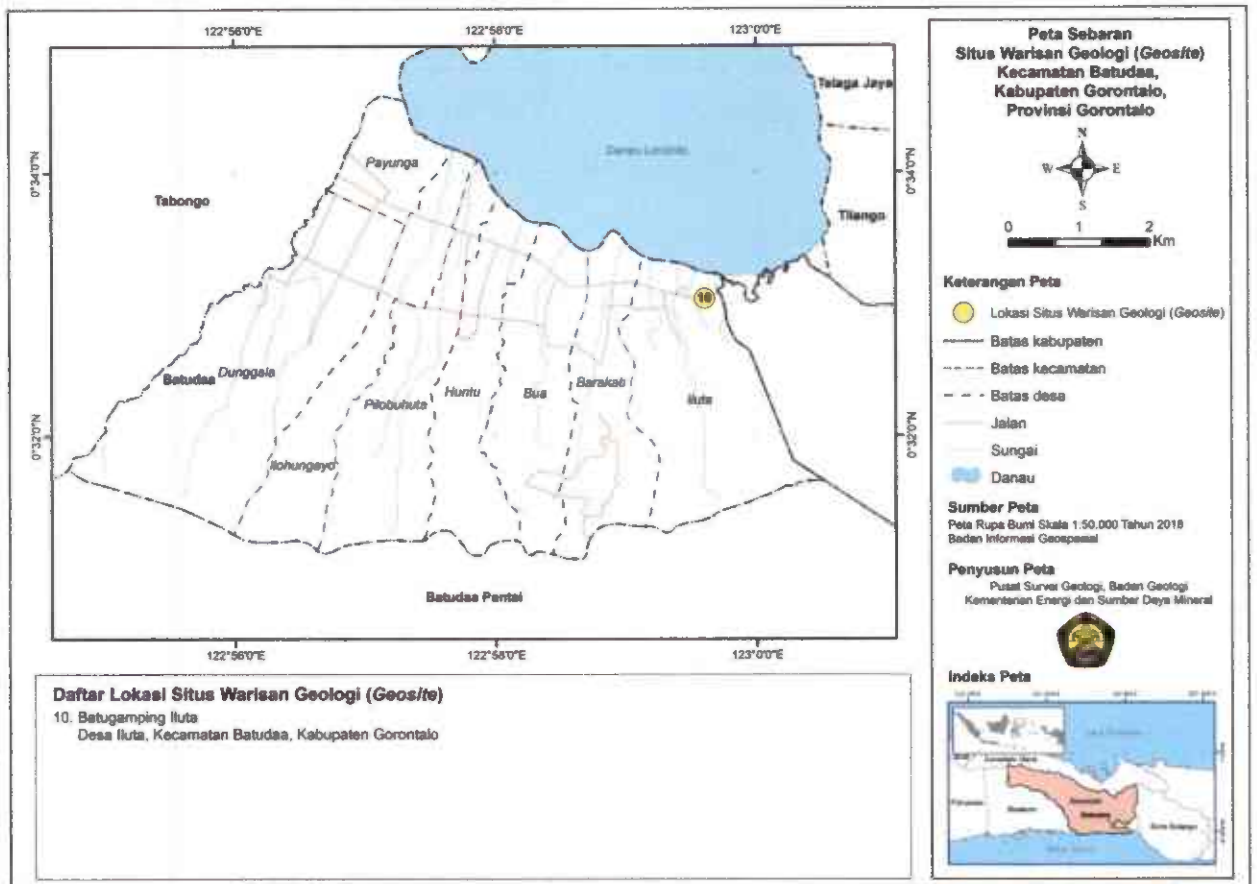 122°56'0"E
122°58'0"E
123°0'0"E
0°34'0"N
0°34'0"N
0°32'0"N
0°32'0"N
Telaga Jaya
Tilango
Tabongo
Payunga
10
Batudaa
Dunggala
Pilobuhuta
Huntu
Bua
Barakati
Iluta
Ilohungayo
Batudaa Pantai
122°56'0"E
122°58'0"E
123°0'0"E
Peta Sebaran
Situs Warisan Geologi (Geosite)
Kecamatan Batudaa,
Kabupaten Gorontalo,
Provinsi Gorontalo
N
W
E
S
0 1 2
Km
Keterangan Peta
Lokasi Situs Warisan Geologi (Geosite)
Batas kabupaten
Batas kecamatan
Batas desa
Jalan
Sungai
Danau
Sumber Peta
Peta Rupa Bumi Skala 1:50.000 Tahun 2018
Badan Informasi Geospasial
Penyusun Peta
Pusat Survei Geologi, Badan Geologi
Kementerian Energi dan Sumber Daya Mineral
Indeks Peta
Daftar Lokasi Situs Warisan Geologi (Geosite)
10. Batugamping Iluta
Desa Iluta, Kecamatan Batudaa, Kabupaten Gorontalo